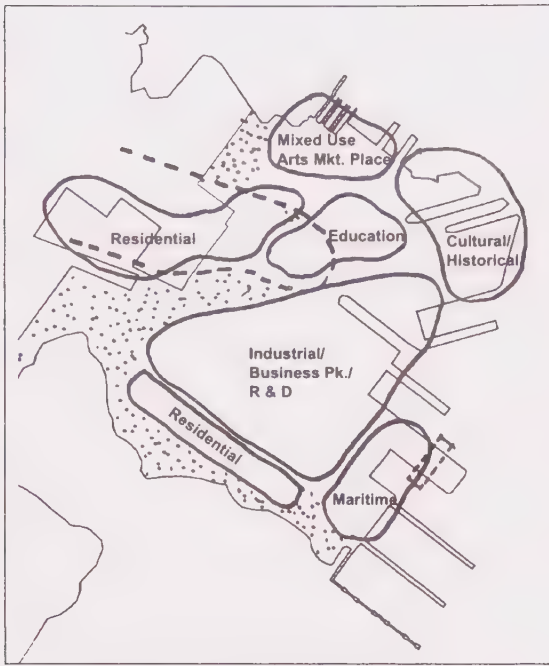 Mixed Use
Arts Mkt. Place
Residential
Education
Cultural/
Historical
Industrial/
Business Pk./
R & D
Residential
Maritime